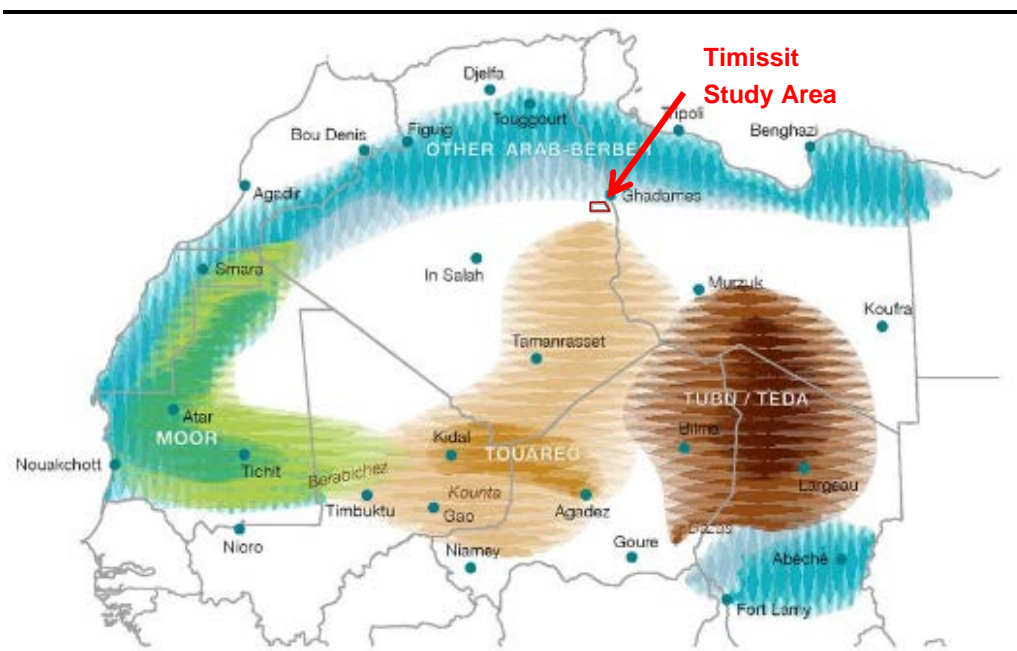 Timissit
Study Area
Djelfa
Touggourt
Tripoli
Benghazi
Bou Denis
Figuig
OTHER ARAB-BERBER
Agadir
Ghadames
Smara
In Salah
Murzuk
Koufra
Tamanrasset
TUBU / TEDA
Atar
MOOR
Kidal
TOUAREG
Bilma
Nouakchott
Tichit
Berabichez
Largeau
Kounta
Timbuktu
Gao
Agadez
Dazas
Nioro
Niamey
Goure
Abéché
Fort Lamy